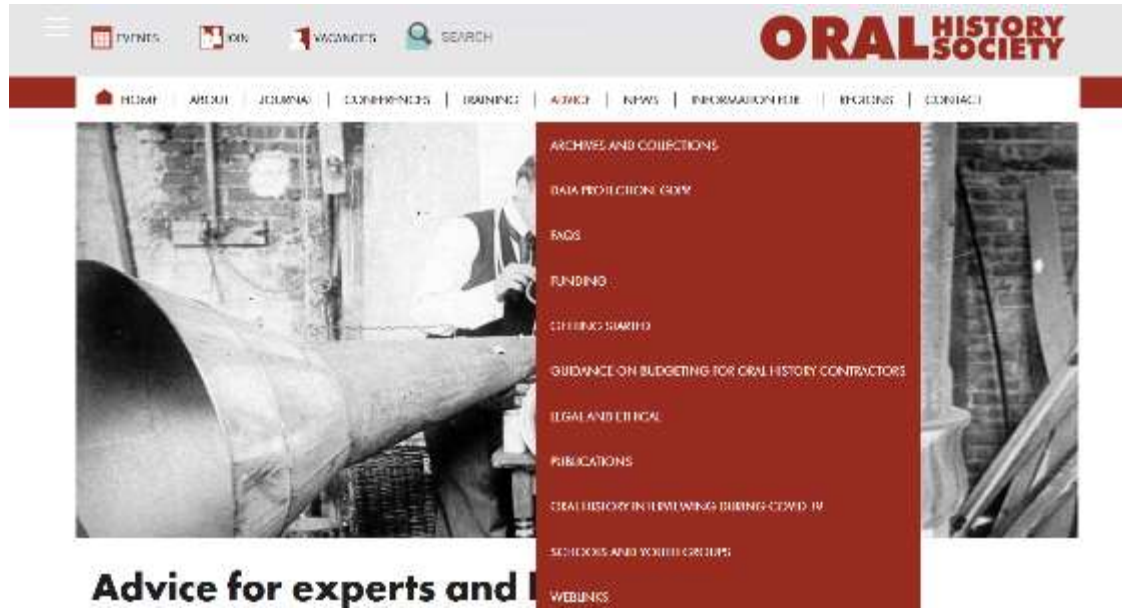 EVENTS JOIN VACANCIES SEARCH
ORAL HISTORY SOCIETY
HOME | ABOUT | JOURNAL | CONFERENCES | TRAINING | ADVICE | NEWS | INFORMATION FOR | REGIONS | CONTACT
ARCHIVES AND COLLECTIONS
DATA PROTECTION GDPR
FAQS
FUNDING
GETTING STARTED
GUIDANCE ON BUDGETING FOR ORAL HISTORY CONTRACTORS
LEGAL AND ETHICAL
PUBLICATIONS
ORAL HISTORY INTERVIEWING DURING COVID-19
SCHOOLS AND YOUTH GROUPS
Advice for experts and
WEBLINKS